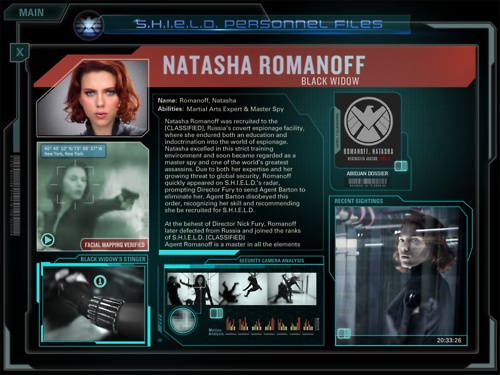 MAIN
S.H.I.E.L.D. PERSONNEL FILES
X
NATASHA ROMANOFF
BLACK WIDOW
Name: Romanoff, Natasha
Abilities: Martial Arts Expert & Master Spy
Natasha Romanoff was recruited to the
[CLASSIFIED], Russia's covert espionage facility,
where she endured both an education and
indoctrination into the world of espionage.
Natasha excelled in this strict training
environment and soon became regarded as a
master spy and one of the world's greatest
assassins. Due to both her expertise and her
growing threat to global security, Romanoff
quickly appeared on S.H.I.E.L.D.'s radar,
prompting Director Fury to send Agent Barton to
eliminate her. Agent Barton disobeyed this
order, recognizing her skill and recommending
she be recruited for S.H.I.E.L.D.
At the behest of Director Nick Fury, Romanoff
later defected from Russia and joined the ranks
of S.H.I.E.L.D. [CLASSIFIED]
Agent Romanoff is a master in all the elements
New York, New York
FACIAL MAPPING VERIFIED
ROMANOFF, NATASHA
ABIDJAN DOSSIER
RECENT SIGHTINGS
20:33:26
BLACK WIDOW'S STINGER
1
SECURITY CAMERA ANALYSIS
Motion
Analysis